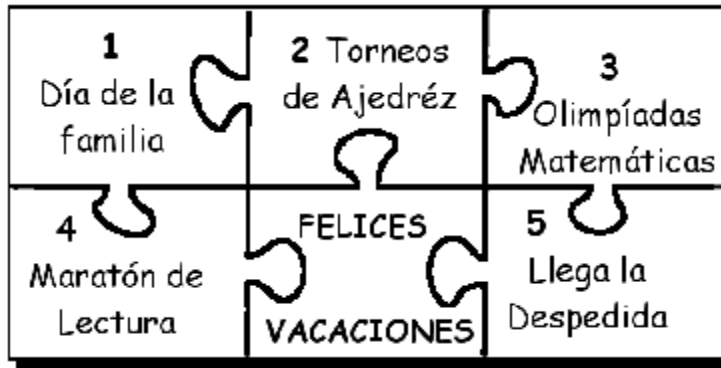 1
Día de la
familia
2 Torneos
de Ajedréz
3
Olimpíadas
Matemáticas
4
Maratón de
Lectura
FELICES
VACACIONES
5
Llega la
Despedida